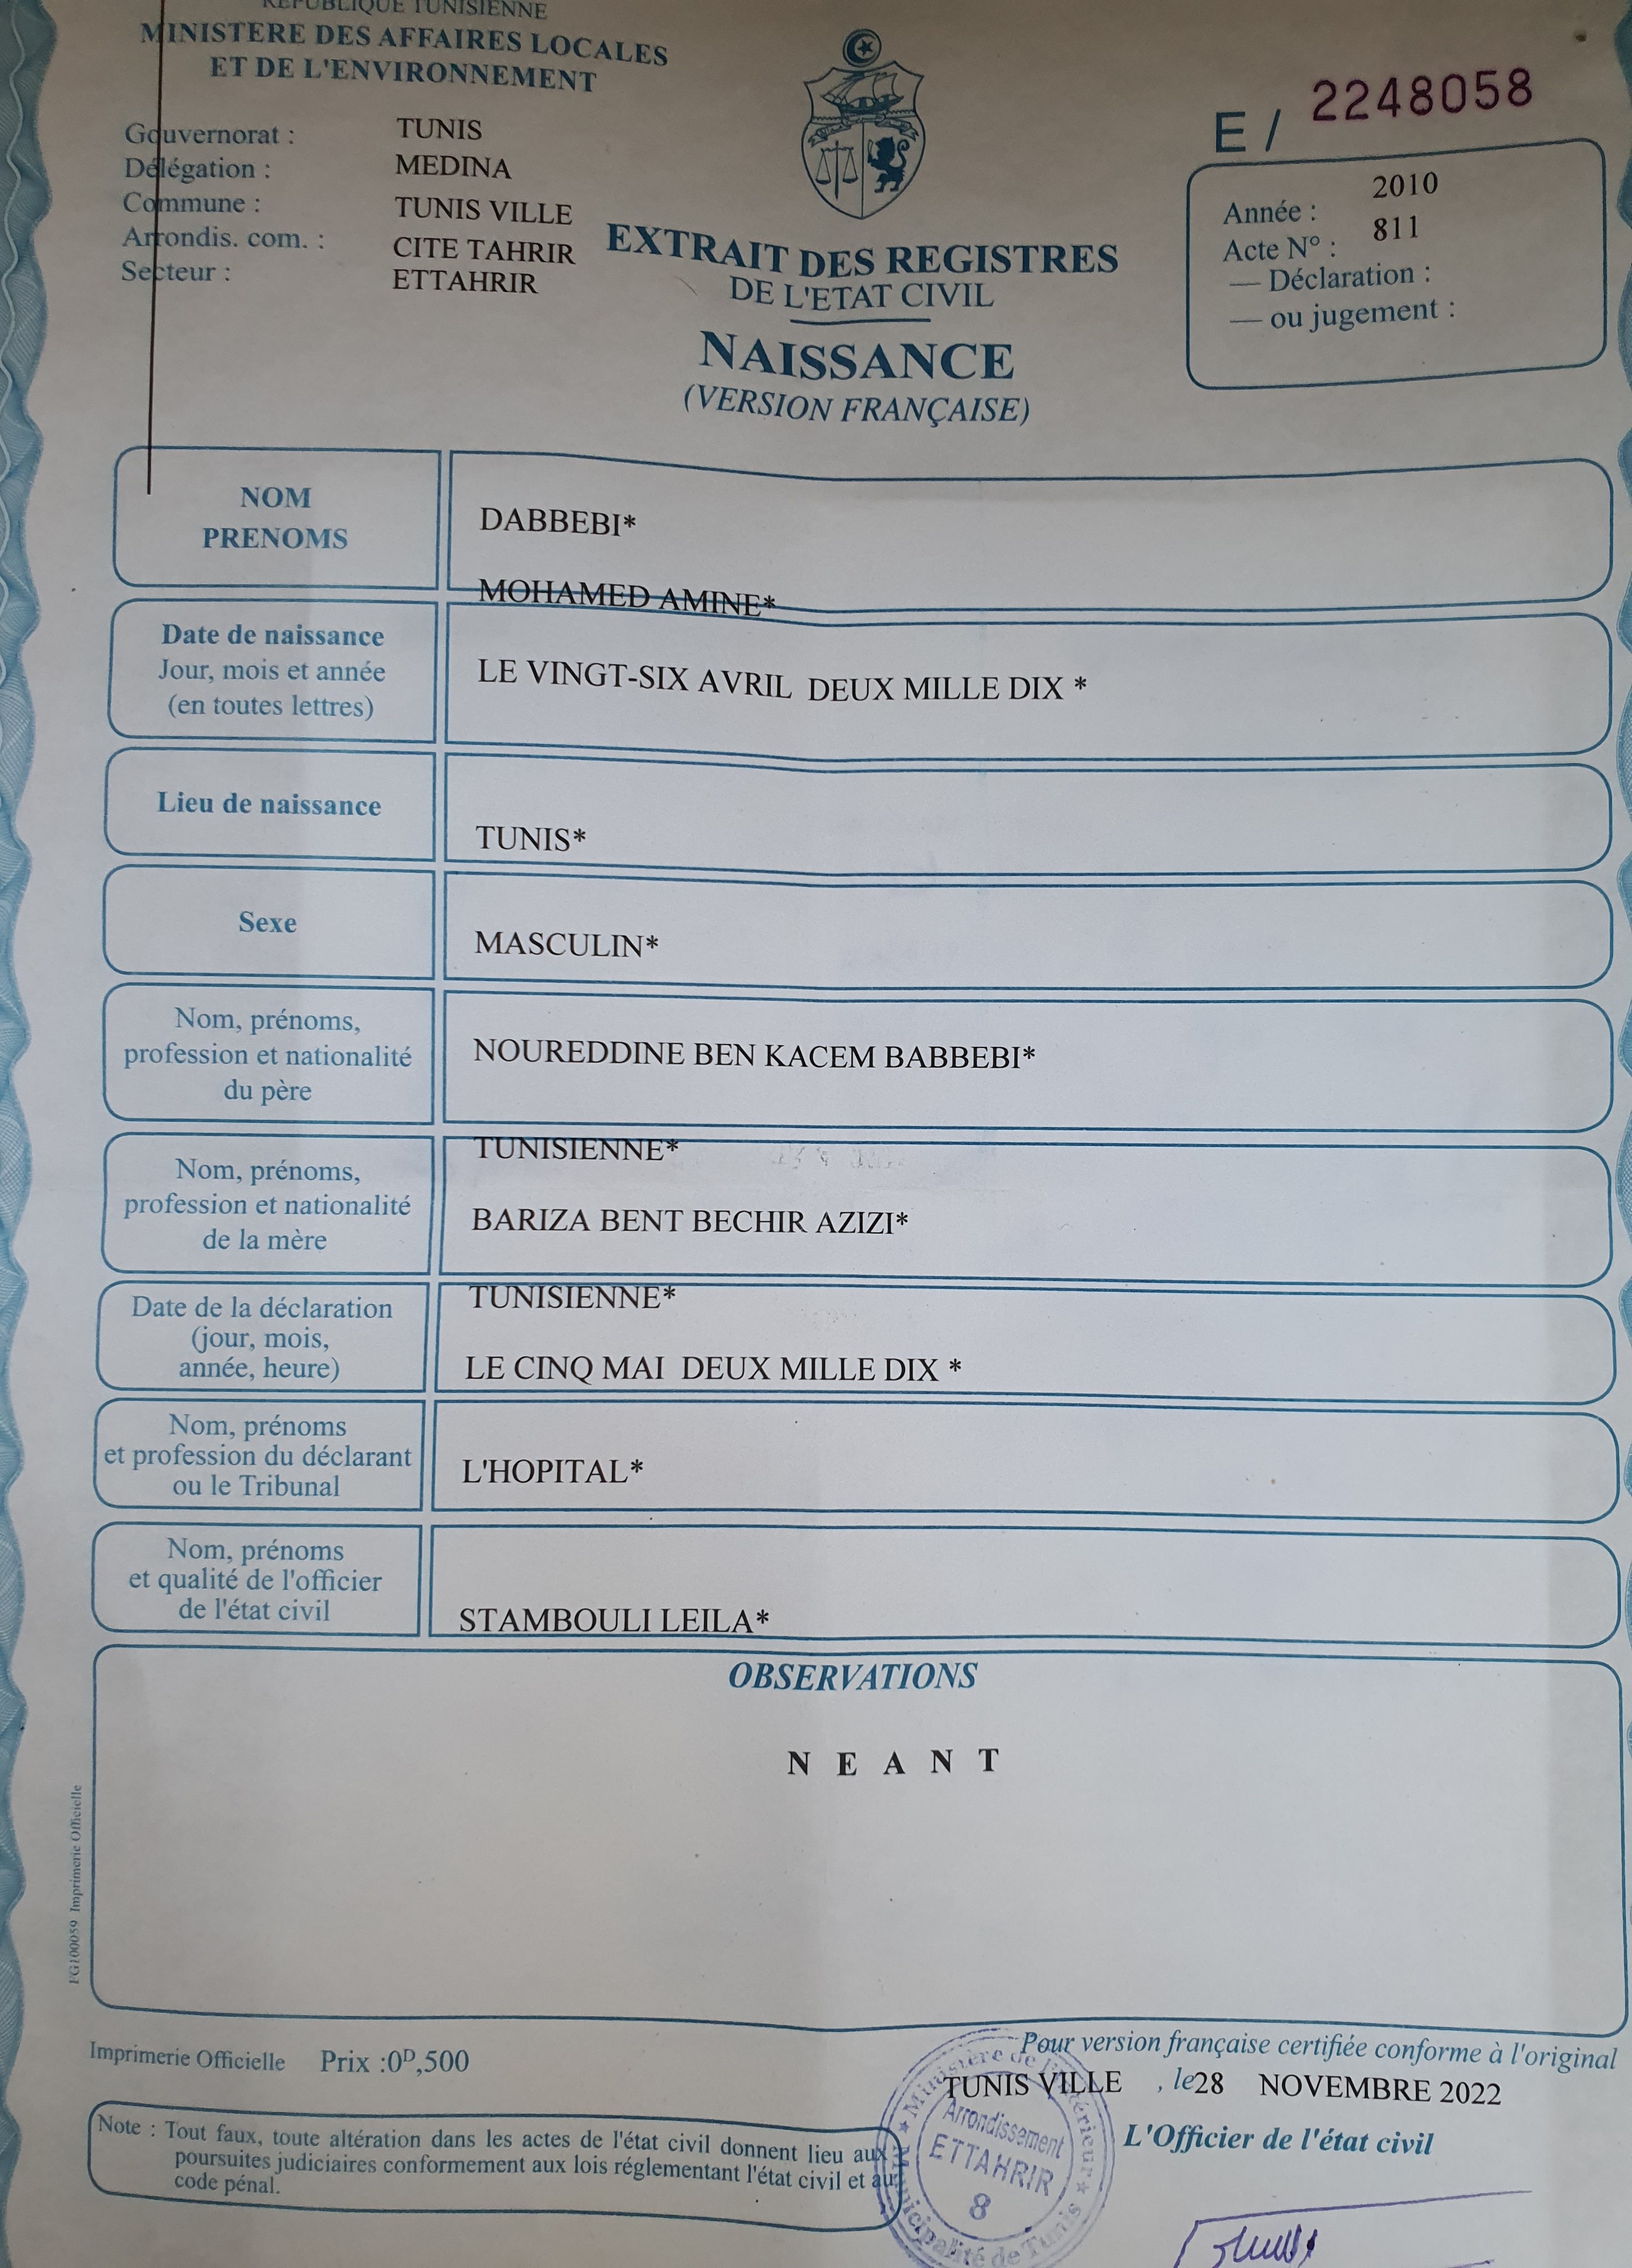 REPUBLIQUE TUNISIENNE
MINISTERE DES AFFAIRES LOCALES
ET DE L'ENVIRONNEMENT
Gouvernorat : TUNIS
Délégation : MEDINA
Commune : TUNIS VILLE
Arrondis. com. : CITE TAHRIR
Secteur : ETTAHRIR
E / 2248058
Année : 2010
Acte N° : 811
— Déclaration :
— ou jugement :
EXTRAIT DES REGISTRES
DE L'ETAT CIVIL
NAISSANCE
(VERSION FRANÇAISE)
NOM
PRENOMS
DABBEBI*
MOHAMED AMINE*
Date de naissance
Jour, mois et année
(en toutes lettres)
LE VINGT-SIX AVRIL DEUX MILLE DIX *
Lieu de naissance
TUNIS*
Sexe
MASCULIN*
Nom, prénoms,
profession et nationalité
du père
NOUREDDINE BEN KACEM BABBEBI*
TUNISIENNE*
Nom, prénoms,
profession et nationalité
de la mère
BARIZA BENT BECHIR AZIZI*
TUNISIENNE*
Date de la déclaration
(jour, mois,
année, heure)
LE CINQ MAI DEUX MILLE DIX *
Nom, prénoms
et profession du déclarant
ou le Tribunal
L'HOPITAL*
Nom, prénoms
et qualité de l'officier
de l'état civil
STAMBOULI LEILA*
OBSERVATIONS
N E A N T
FG100059 Imprimerie Officielle
Imprimerie Officielle Prix :0D,500
Pour version française certifiée conforme à l'original
TUNIS VILLE , le28 NOVEMBRE 2022
L'Officier de l'état civil
Note : Tout faux, toute altération dans les actes de l'état civil donnent lieu aux
poursuites judiciaires conformement aux lois réglementant l'état civil et au
code pénal.
Ministère de l'Intérieur
Arrondissement
ETTAHRIR
8
Municipalité de Tunis